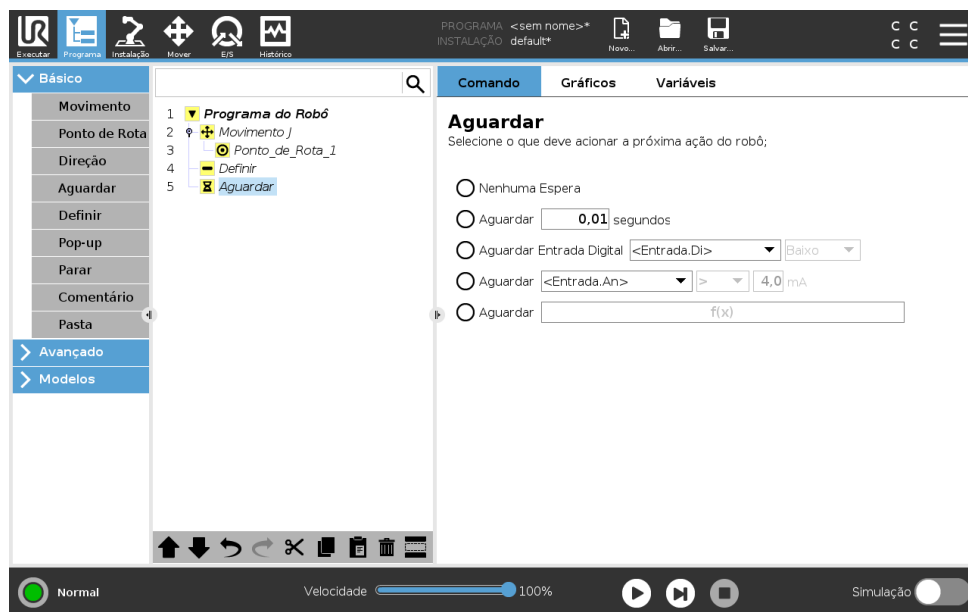 UR
PROGRAMA <sem nome>*
INSTALAÇÃO default*
Executar
Programa
Instalação
Mover
E/S
Histórico
Novo...
Abrir...
Salvar...
C C
C C
Básico
Movimento
Ponto de Rota
Direção
Aguardar
Definir
Pop-up
Parar
Comentário
Pasta
Avançado
Modelos
1 Programa do Robô
2 Movimento J
3 Ponto_de_Rota_1
4 Definir
5 Aguardar
Comando Gráficos Variáveis
Aguardar
Selecione o que deve acionar a próxima ação do robô;
Nenhuma Espera
Aguardar 0,01 segundos
Aguardar Entrada Digital <Entrada.Di> Baixo
Aguardar <Entrada.An> > 4,0 mA
Aguardar f(x)
Normal
Velocidade 100%
Simulação